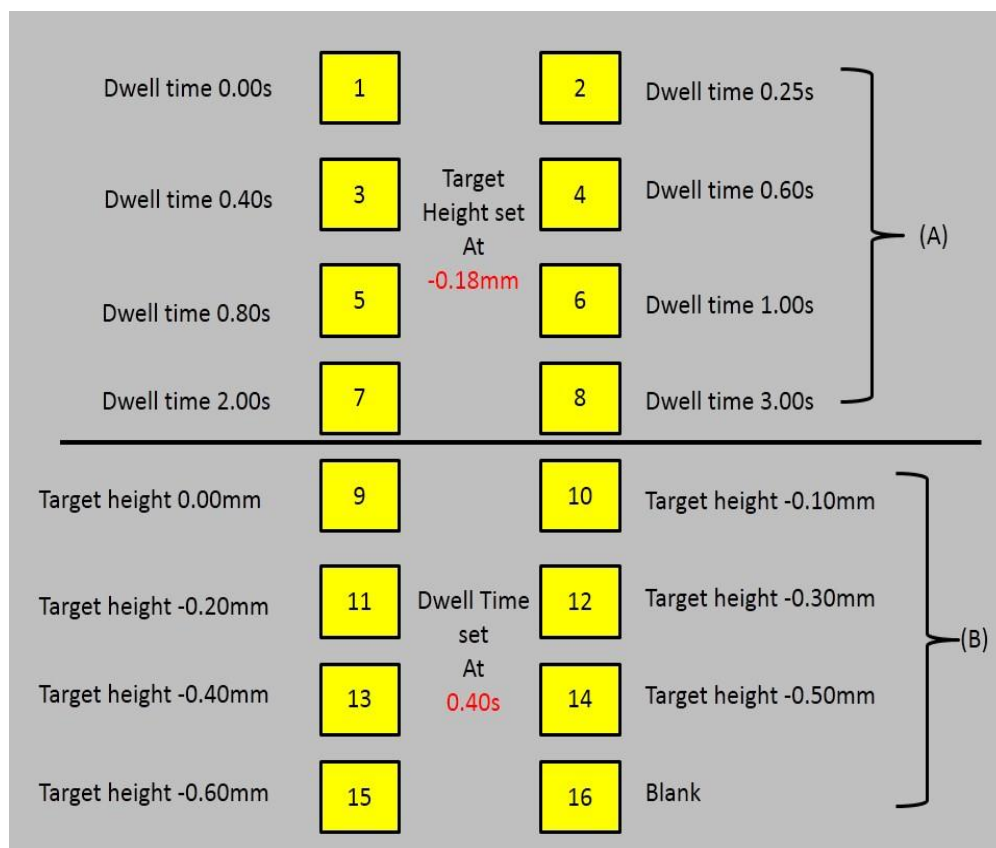 Dwell time 0.00s
1
2
Dwell time 0.25s
Dwell time 0.40s
3
Target
Height set
At
-0.18mm
4
Dwell time 0.60s
(A)
Dwell time 0.80s
5
6
Dwell time 1.00s
Dwell time 2.00s
7
8
Dwell time 3.00s
Target height 0.00mm
9
10
Target height -0.10mm
Target height -0.20mm
11
Dwell Time
set
At
0.40s
12
Target height -0.30mm
(B)
Target height -0.40mm
13
14
Target height -0.50mm
Target height -0.60mm
15
16
Blank